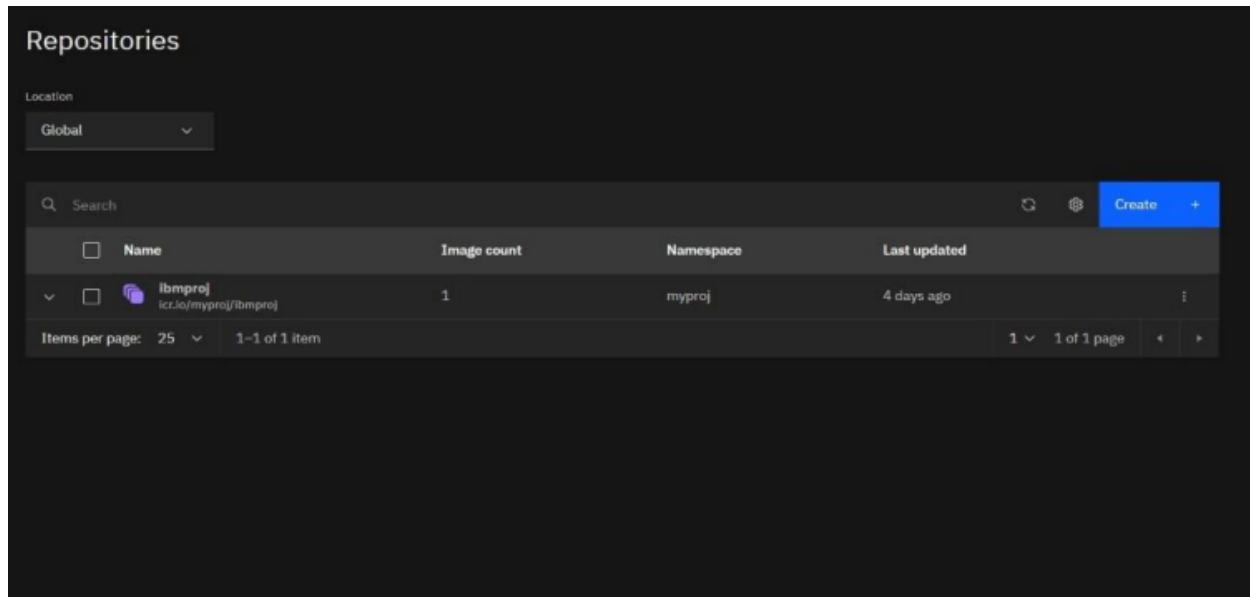 Repositories
Location
Global
Search
Create +
Name Image count Namespace Last updated
ibmproj
icr.io/myproj/ibmproj
1 myproj 4 days ago
Items per page: 25 1–1 of 1 item 1 1 of 1 page